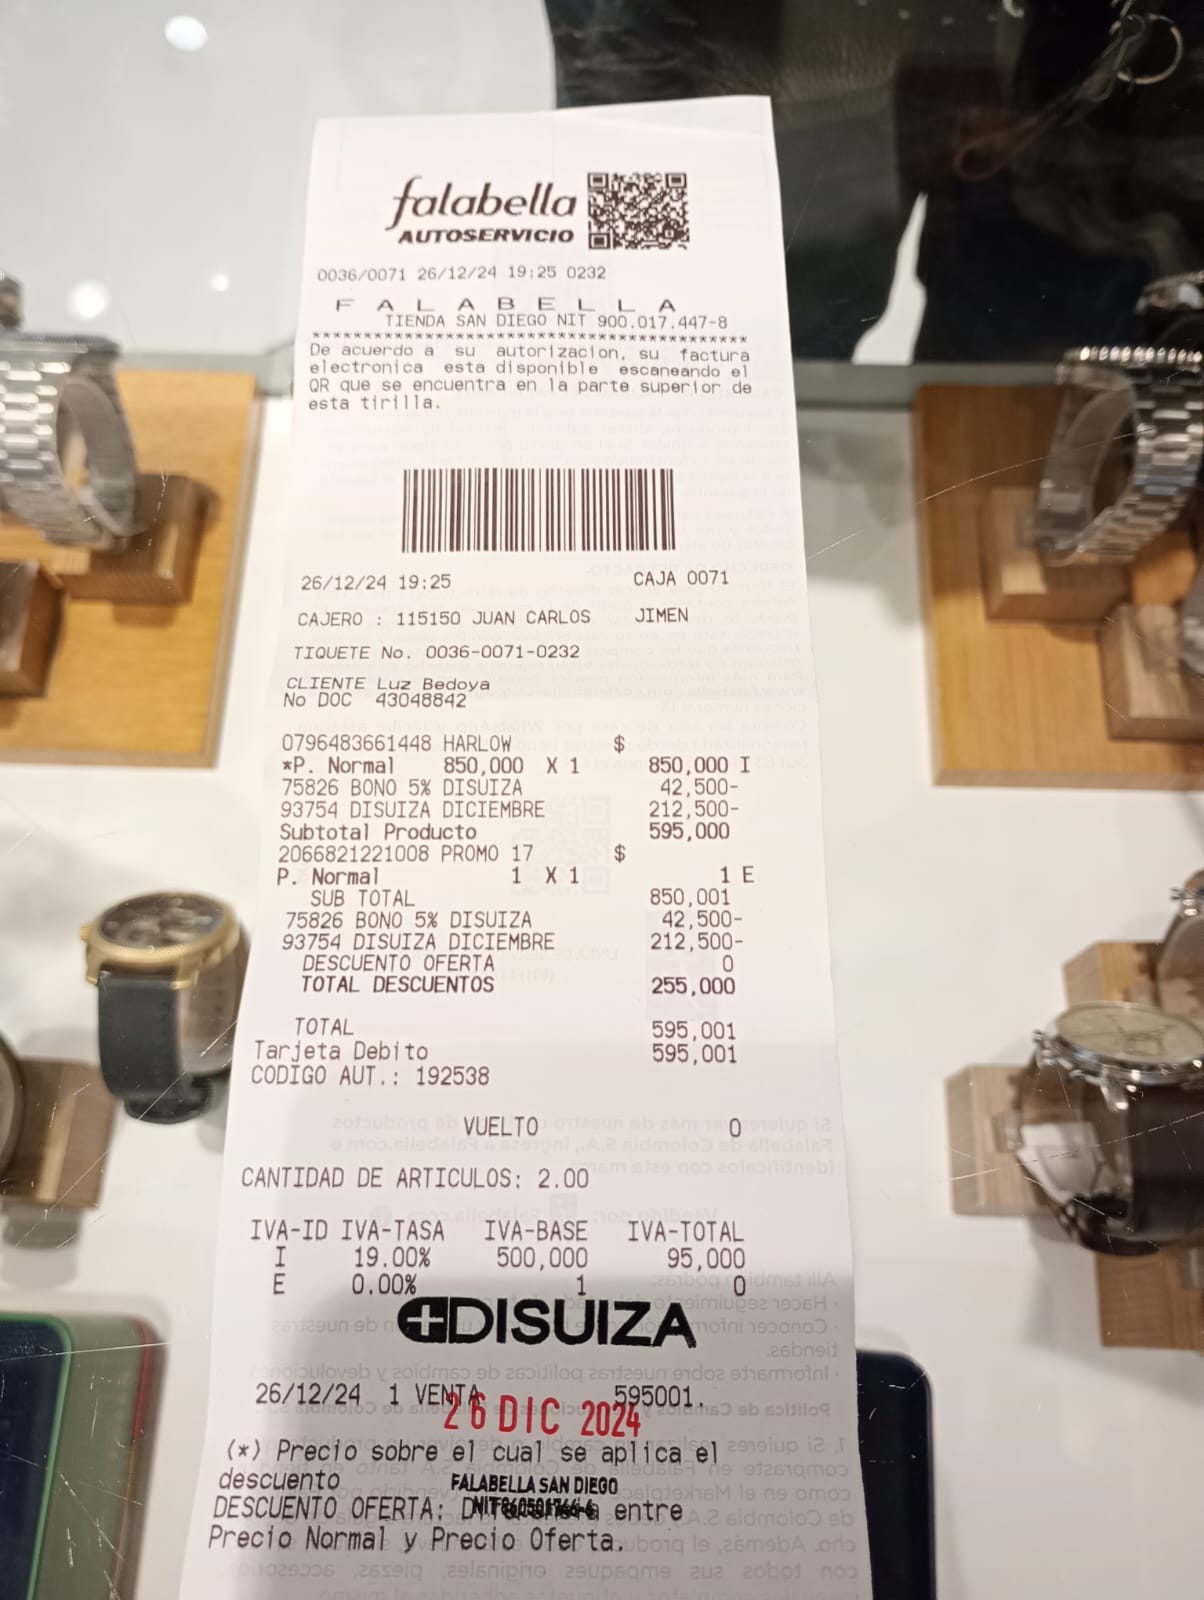 falabella
AUTOSERVICIO
0036/0071 26/12/24 19:25 0232
F A L A B E L L A
TIENDA SAN DIEGO NIT 900.017.447-8
******************************************
De acuerdo a su autorizacion, su factura
electronica esta disponible escaneando el
QR que se encuentra en la parte superior de
esta tirilla.
26/12/24 19:25 CAJA 0071
CAJERO : 115150 JUAN CARLOS JIMEN
TIQUETE No. 0036-0071-0232
CLIENTE Luz Bedoya
No DOC 43048842
0796483661448 HARLOW $
*P. Normal 850,000 X 1 850,000 I
75826 BONO 5% DISUIZA 42,500-
93754 DISUIZA DICIEMBRE 212,500-
Subtotal Producto 595,000
2066821221008 PROMO 17 $
P. Normal 1 X 1 1 E
SUB TOTAL 850,001
75826 BONO 5% DISUIZA 42,500-
93754 DISUIZA DICIEMBRE 212,500-
DESCUENTO OFERTA 0
TOTAL DESCUENTOS 255,000
TOTAL 595,001
Tarjeta Debito 595,001
CODIGO AUT.: 192538
VUELTO 0
CANTIDAD DE ARTICULOS: 2.00
IVA-ID IVA-TASA IVA-BASE IVA-TOTAL
I 19.00% 500,000 95,000
E 0.00% 1 0
DISUIZA
26/12/24 1 VENTA 595001.
26 DIC 2024
(*) Precio sobre el cual se aplica el
descuento
FALABELLA SAN DIEGO
DESCUENTO OFERTA: entre
Precio Normal y Precio Oferta.